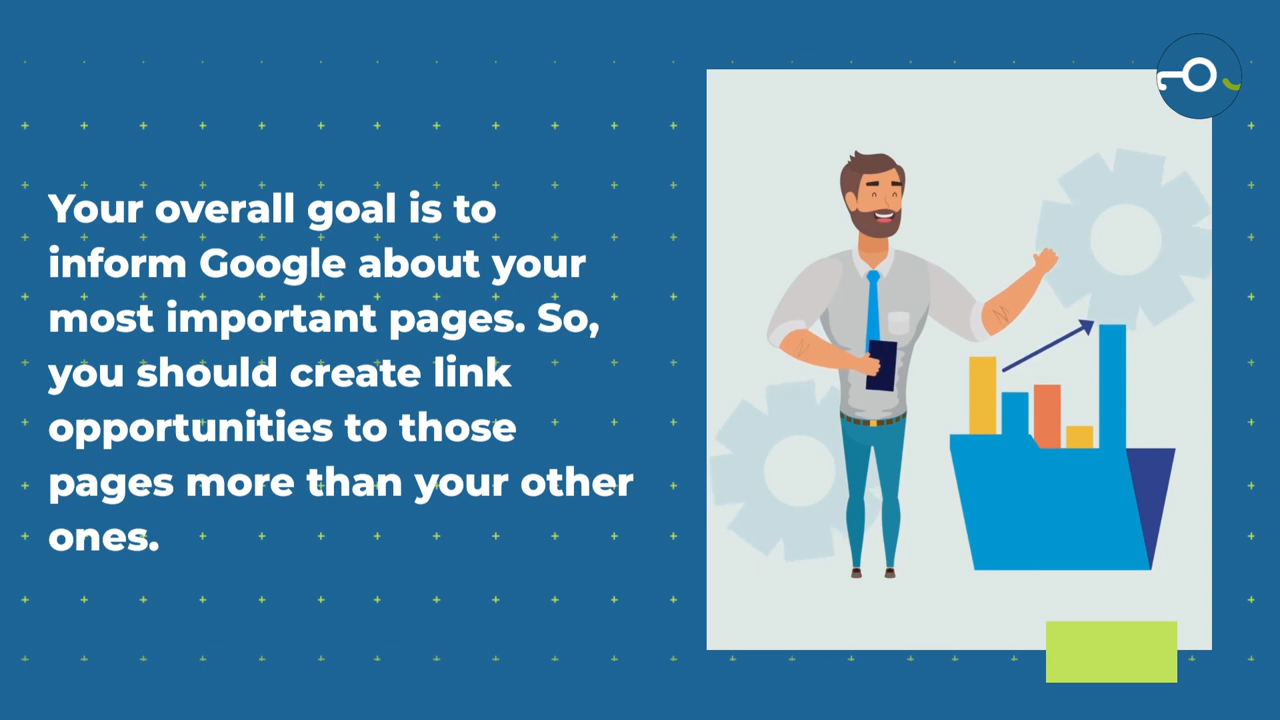 Your overall goal is to
inform Google about your
most important pages. So,
you should create link
opportunities to those
pages more than your other
ones.